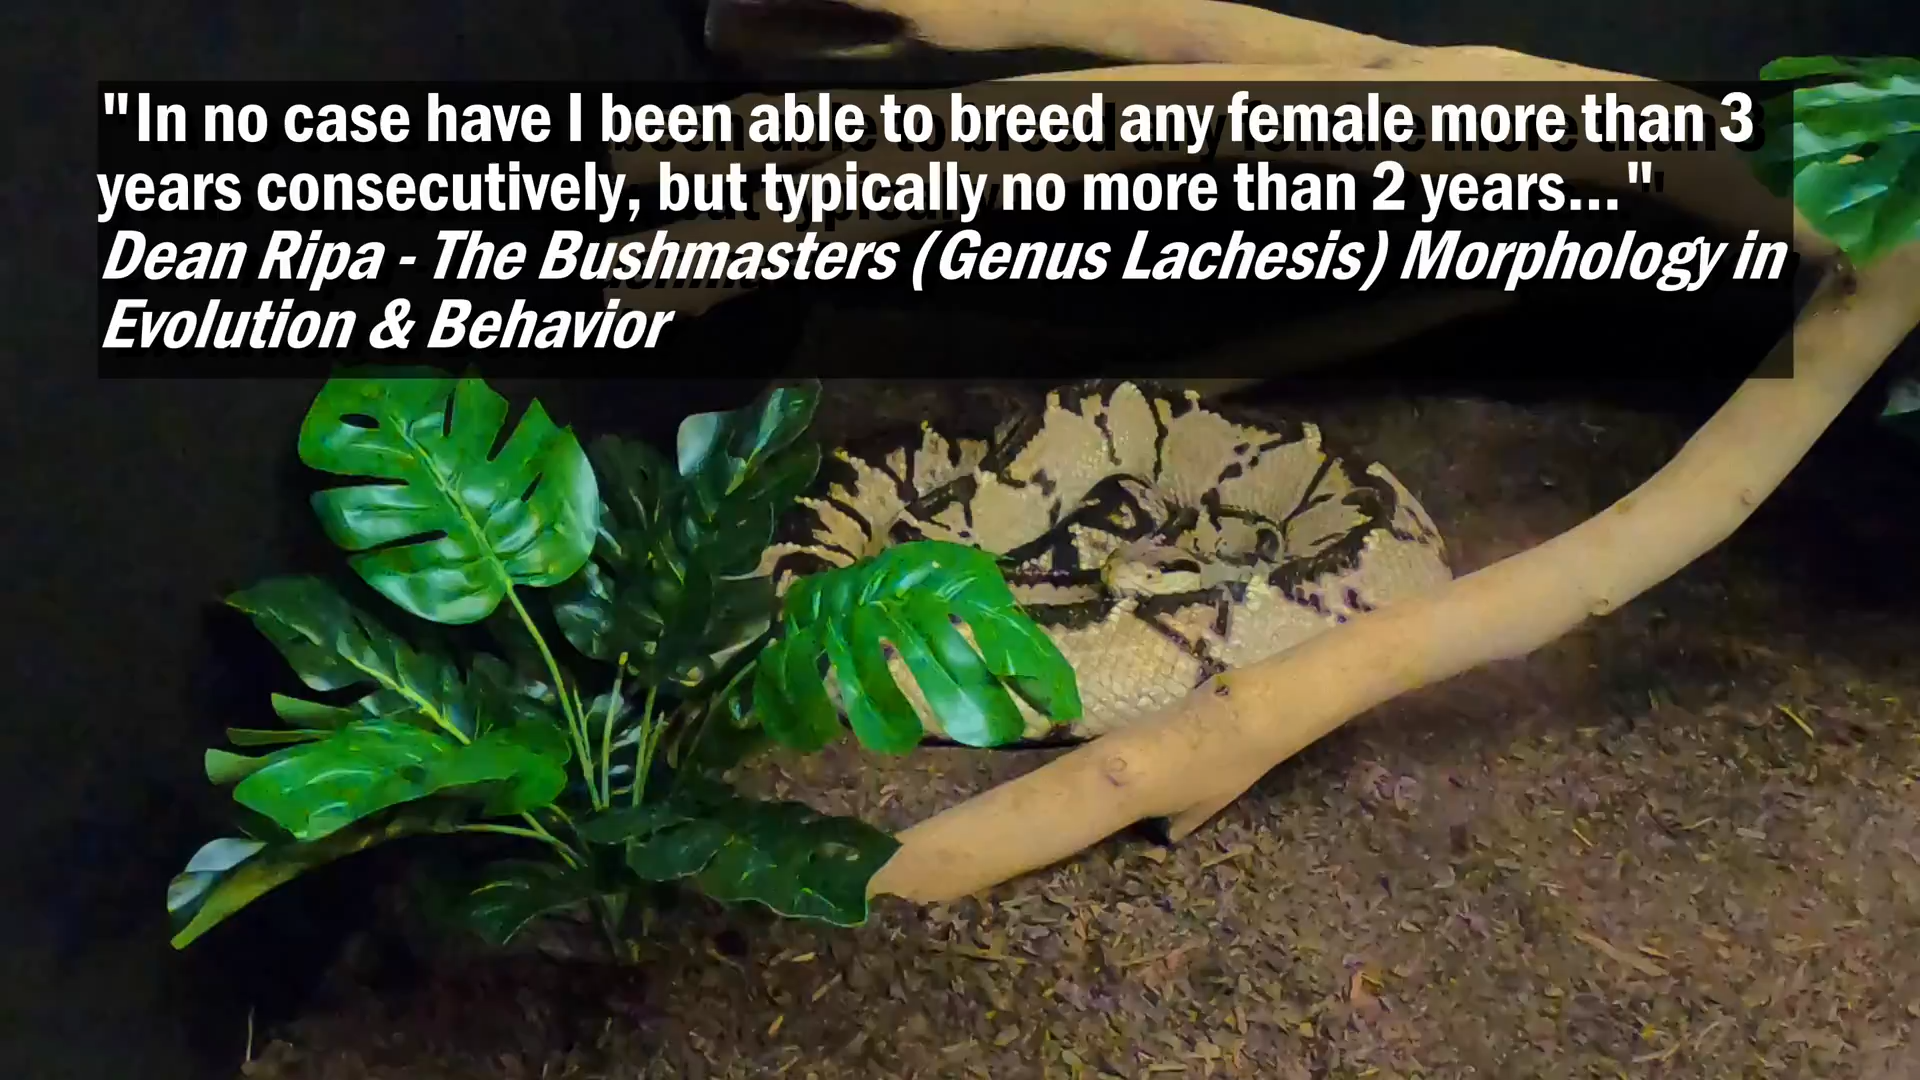 "In no case have I been able to breed any female more than 3
years consecutively, but typically no more than 2 years..."
Dean Ripa - The Bushmasters (Genus Lachesis) Morphology in
Evolution & Behavior